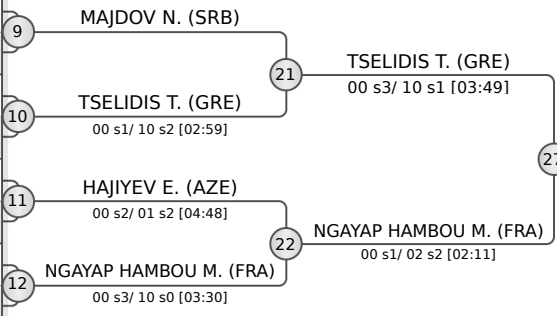 MAJDOV N. (SRB)
9
TSELIDIS T. (GRE)
21
00 s3/ 10 s1 [03:49]
TSELIDIS T. (GRE)
10
00 s1/ 10 s2 [02:59]
27
HAJIYEV E. (AZE)
11
00 s2/ 01 s2 [04:48]
NGAYAP HAMBOU M. (FRA)
22
00 s1/ 02 s2 [02:11]
NGAYAP HAMBOU M. (FRA)
12
00 s3/ 10 s0 [03:30]